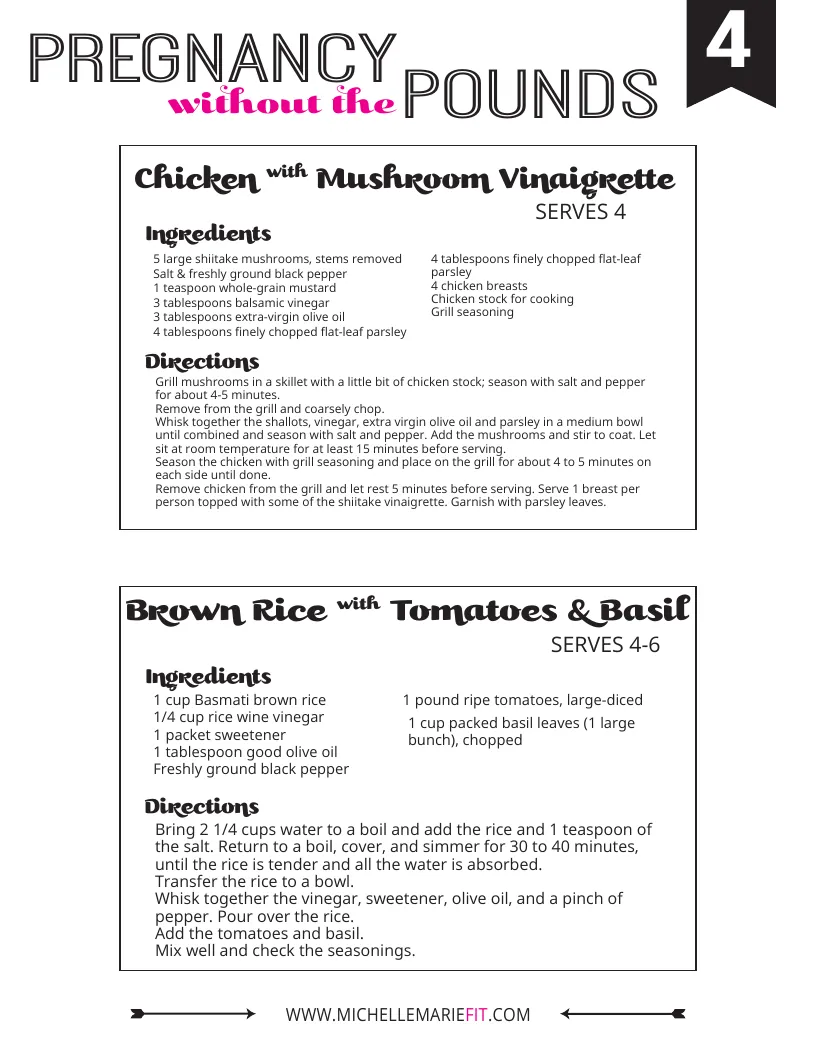 PREGNANCY
without the POUNDS
4
Chicken with Mushroom Vinaigrette
SERVES 4
Ingredients
5 large shiitake mushrooms, stems removed
Salt & freshly ground black pepper
1 teaspoon whole-grain mustard
3 tablespoons balsamic vinegar
3 tablespoons extra-virgin olive oil
4 tablespoons finely chopped flat-leaf parsley
4 tablespoons finely chopped flat-leaf
parsley
4 chicken breasts
Chicken stock for cooking
Grill seasoning
Directions
Grill mushrooms in a skillet with a little bit of chicken stock; season with salt and pepper
for about 4-5 minutes.
Remove from the grill and coarsely chop.
Whisk together the shallots, vinegar, extra virgin olive oil and parsley in a medium bowl
until combined and season with salt and pepper. Add the mushrooms and stir to coat. Let
sit at room temperature for at least 15 minutes before serving.
Season the chicken with grill seasoning and place on the grill for about 4 to 5 minutes on
each side until done.
Remove chicken from the grill and let rest 5 minutes before serving. Serve 1 breast per
person topped with some of the shiitake vinaigrette. Garnish with parsley leaves.
Brown Rice with Tomatoes & Basil
SERVES 4-6
Ingredients
1 cup Basmati brown rice
1/4 cup rice wine vinegar
1 packet sweetener
1 tablespoon good olive oil
Freshly ground black pepper
1 pound ripe tomatoes, large-diced
1 cup packed basil leaves (1 large
bunch), chopped
Directions
Bring 2 1/4 cups water to a boil and add the rice and 1 teaspoon of
the salt. Return to a boil, cover, and simmer for 30 to 40 minutes,
until the rice is tender and all the water is absorbed.
Transfer the rice to a bowl.
Whisk together the vinegar, sweetener, olive oil, and a pinch of
pepper. Pour over the rice.
Add the tomatoes and basil.
Mix well and check the seasonings.
WWW.MICHELLEMARIEFIT.COM